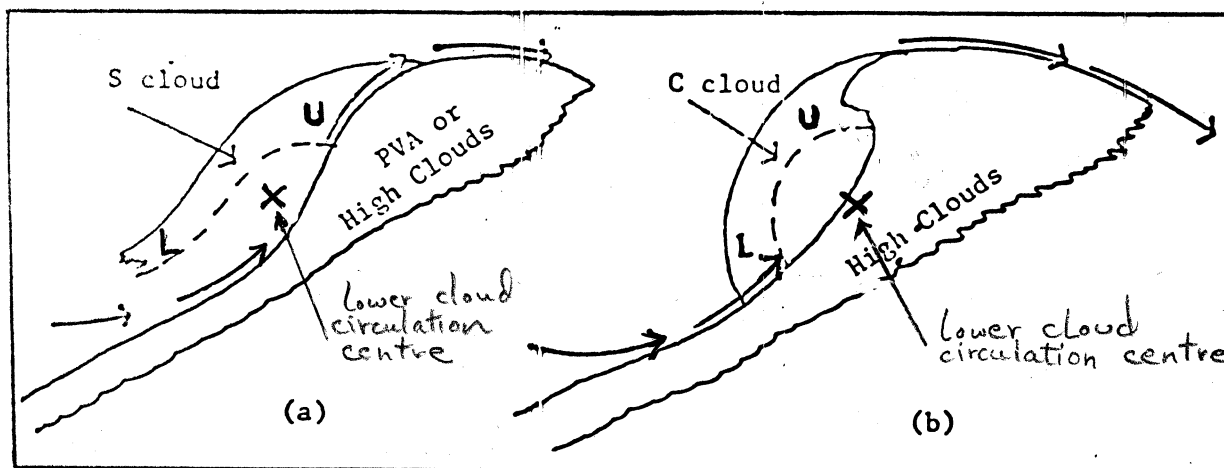 S cloud
U
PVA or
High Clouds
L
lower cloud
circulation
centre
(a)
C cloud
U
L
High Clouds
lower cloud
circulation centre
(b)